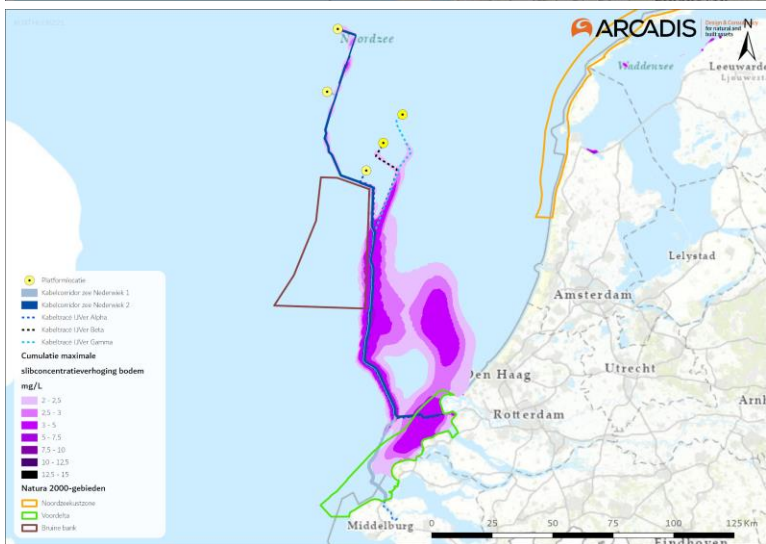 Noordzee
ARCADIS
Design & Consultancy
for natural and
built assets
N
Waddenzee
Leeuwarde
Ljouwert
Lelystad
Amsterdam
Utrecht
Den Haag
Arnh
Rotterdam
Middelburg
Eindhoven
0 25 50 75 100 125 Km
Platformlocatie
Kabelcorridor zee Nederwiek 1
Kabelcorridor zee Nederwiek 2
Kabeltracé IJVer Alpha
Kabeltracé IJVer Beta
Kabeltracé IJVer Gamma
Cumulatie maximale
slibconcentratieverhoging bodem
mg/L
2 - 2,5
2.5 - 3
3 - 5
5 - 7,5
7,5 - 10
10 - 12,5
12,5 - 15
Natura 2000-gebieden
Noordzeekustzone
Voordelta
Bruine bank